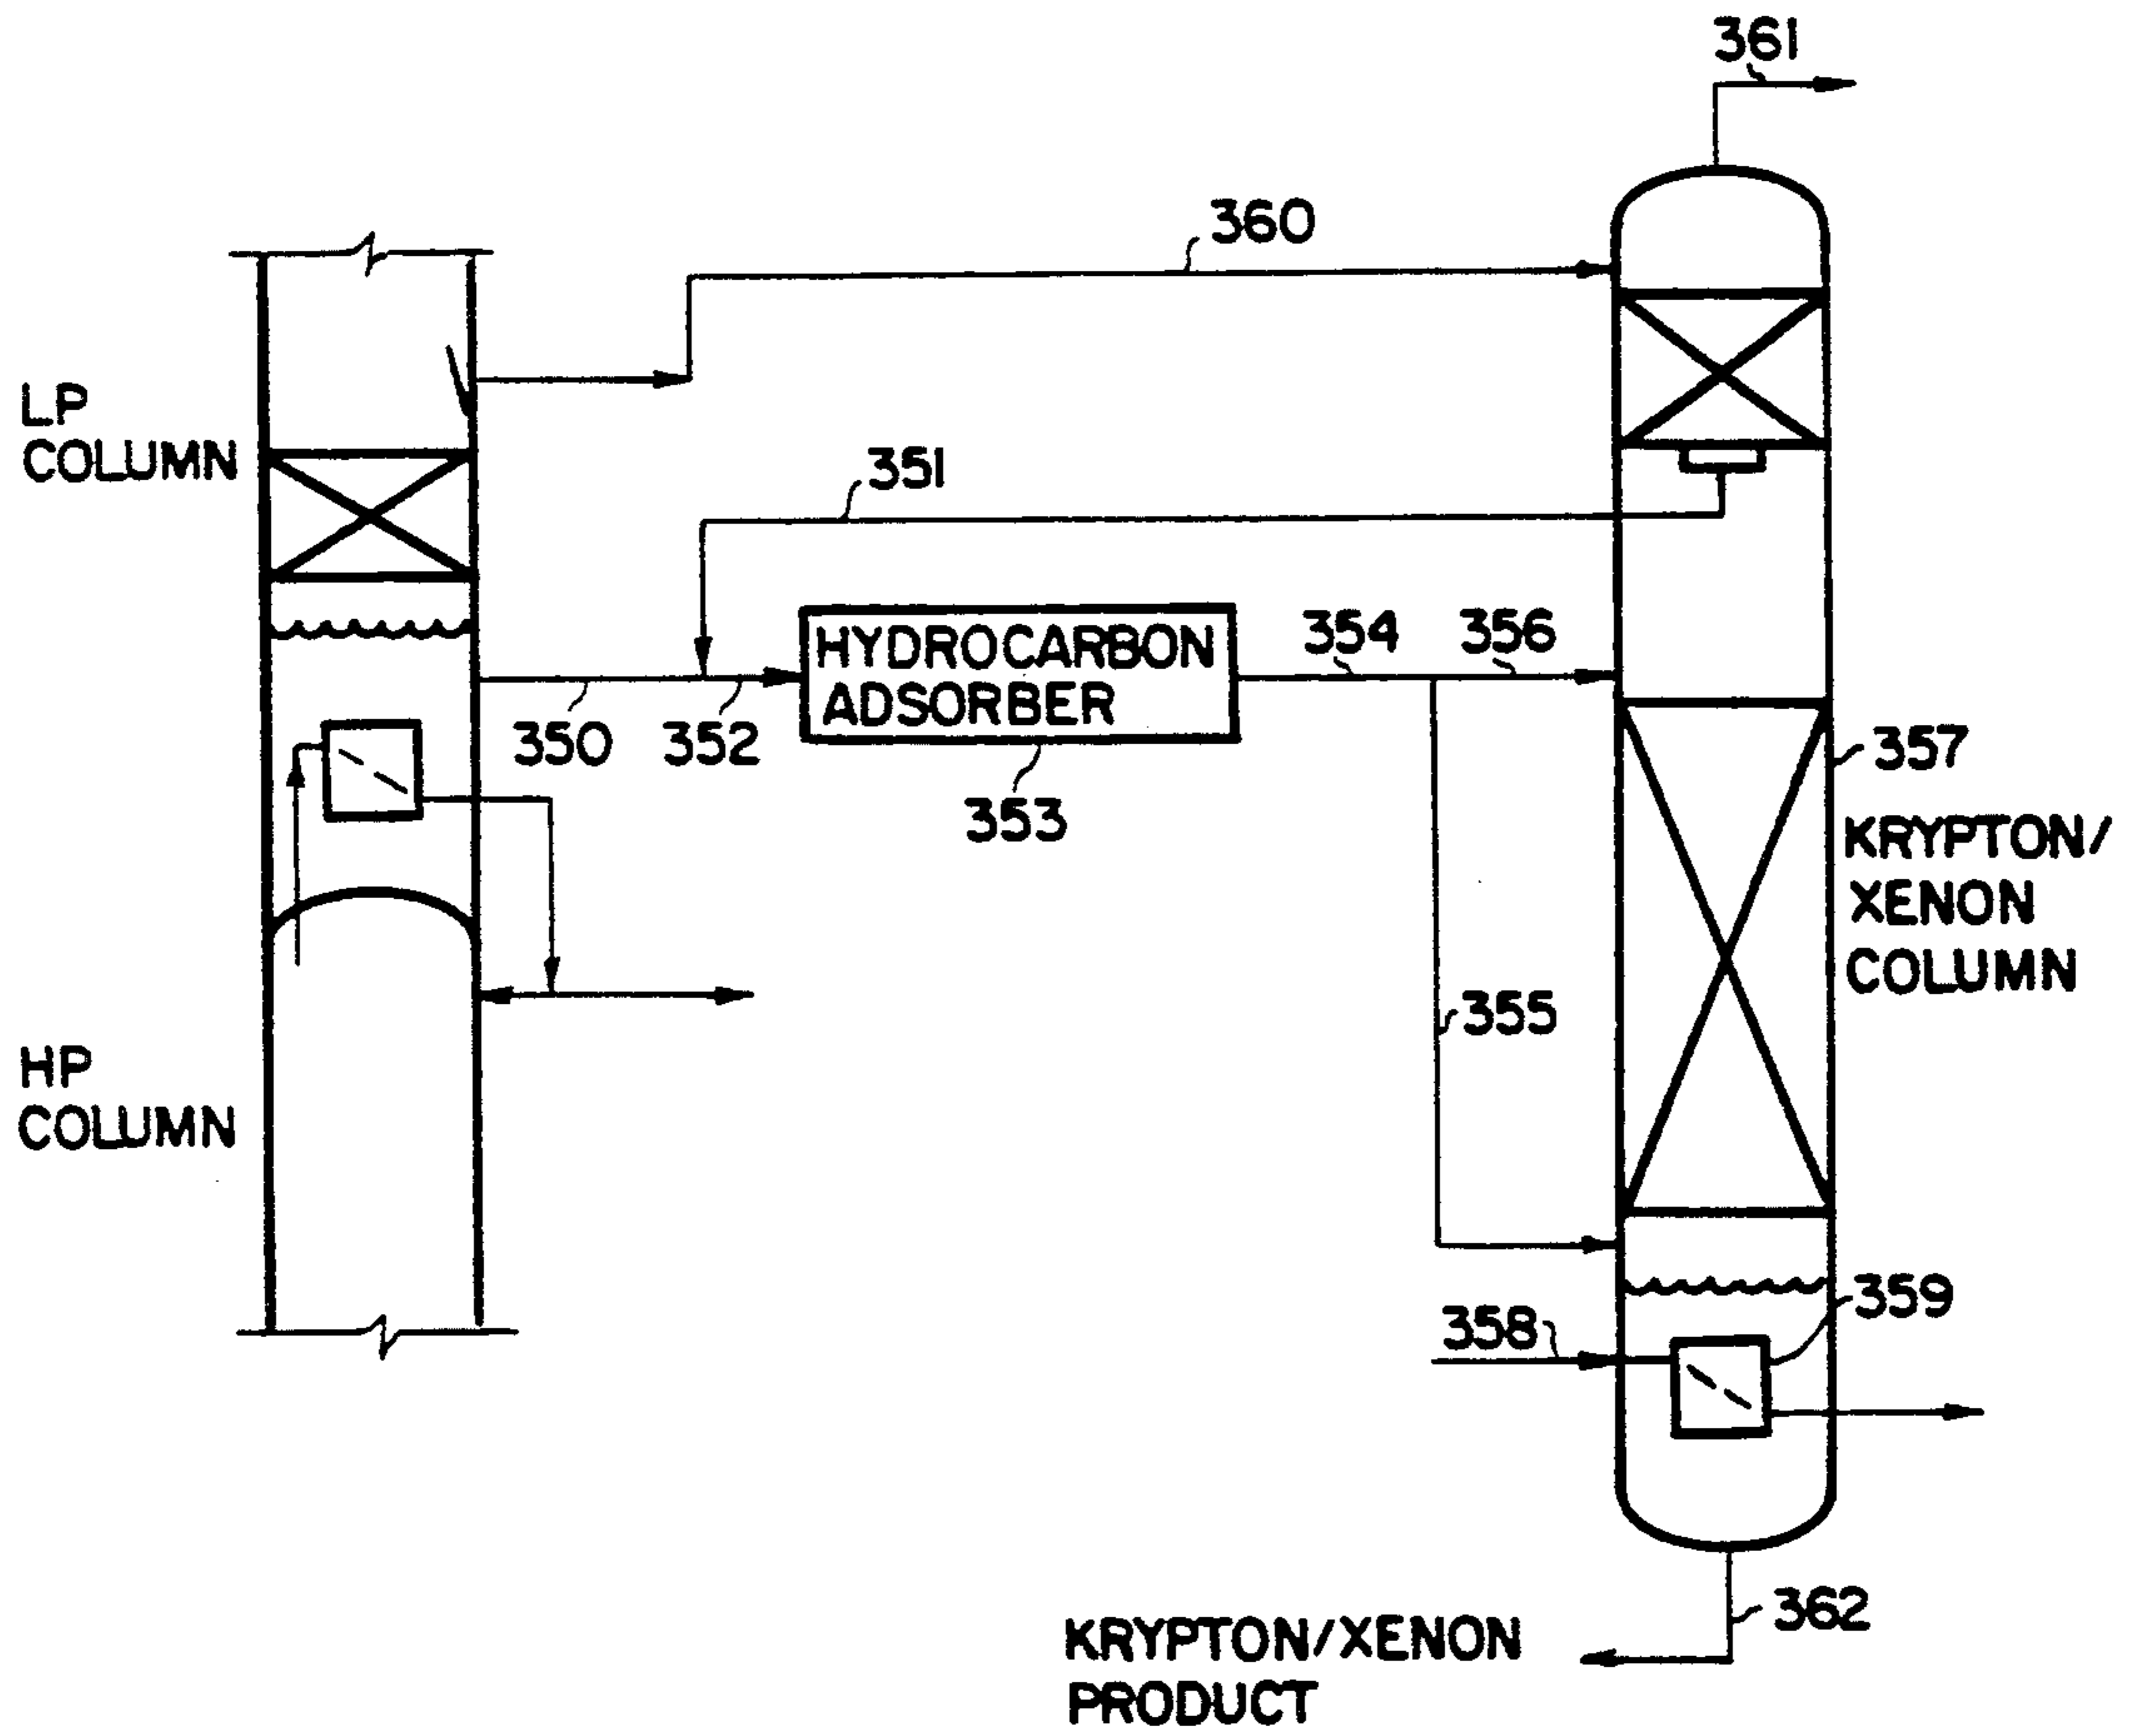 361
360
LP
COLUMN
351
HYDROCARBON
ADSORBER
354
356
350
352
353
357
KRYPTON/
XENON
COLUMN
355
HP
COLUMN
358
359
362
KRYPTON/XENON
PRODUCT